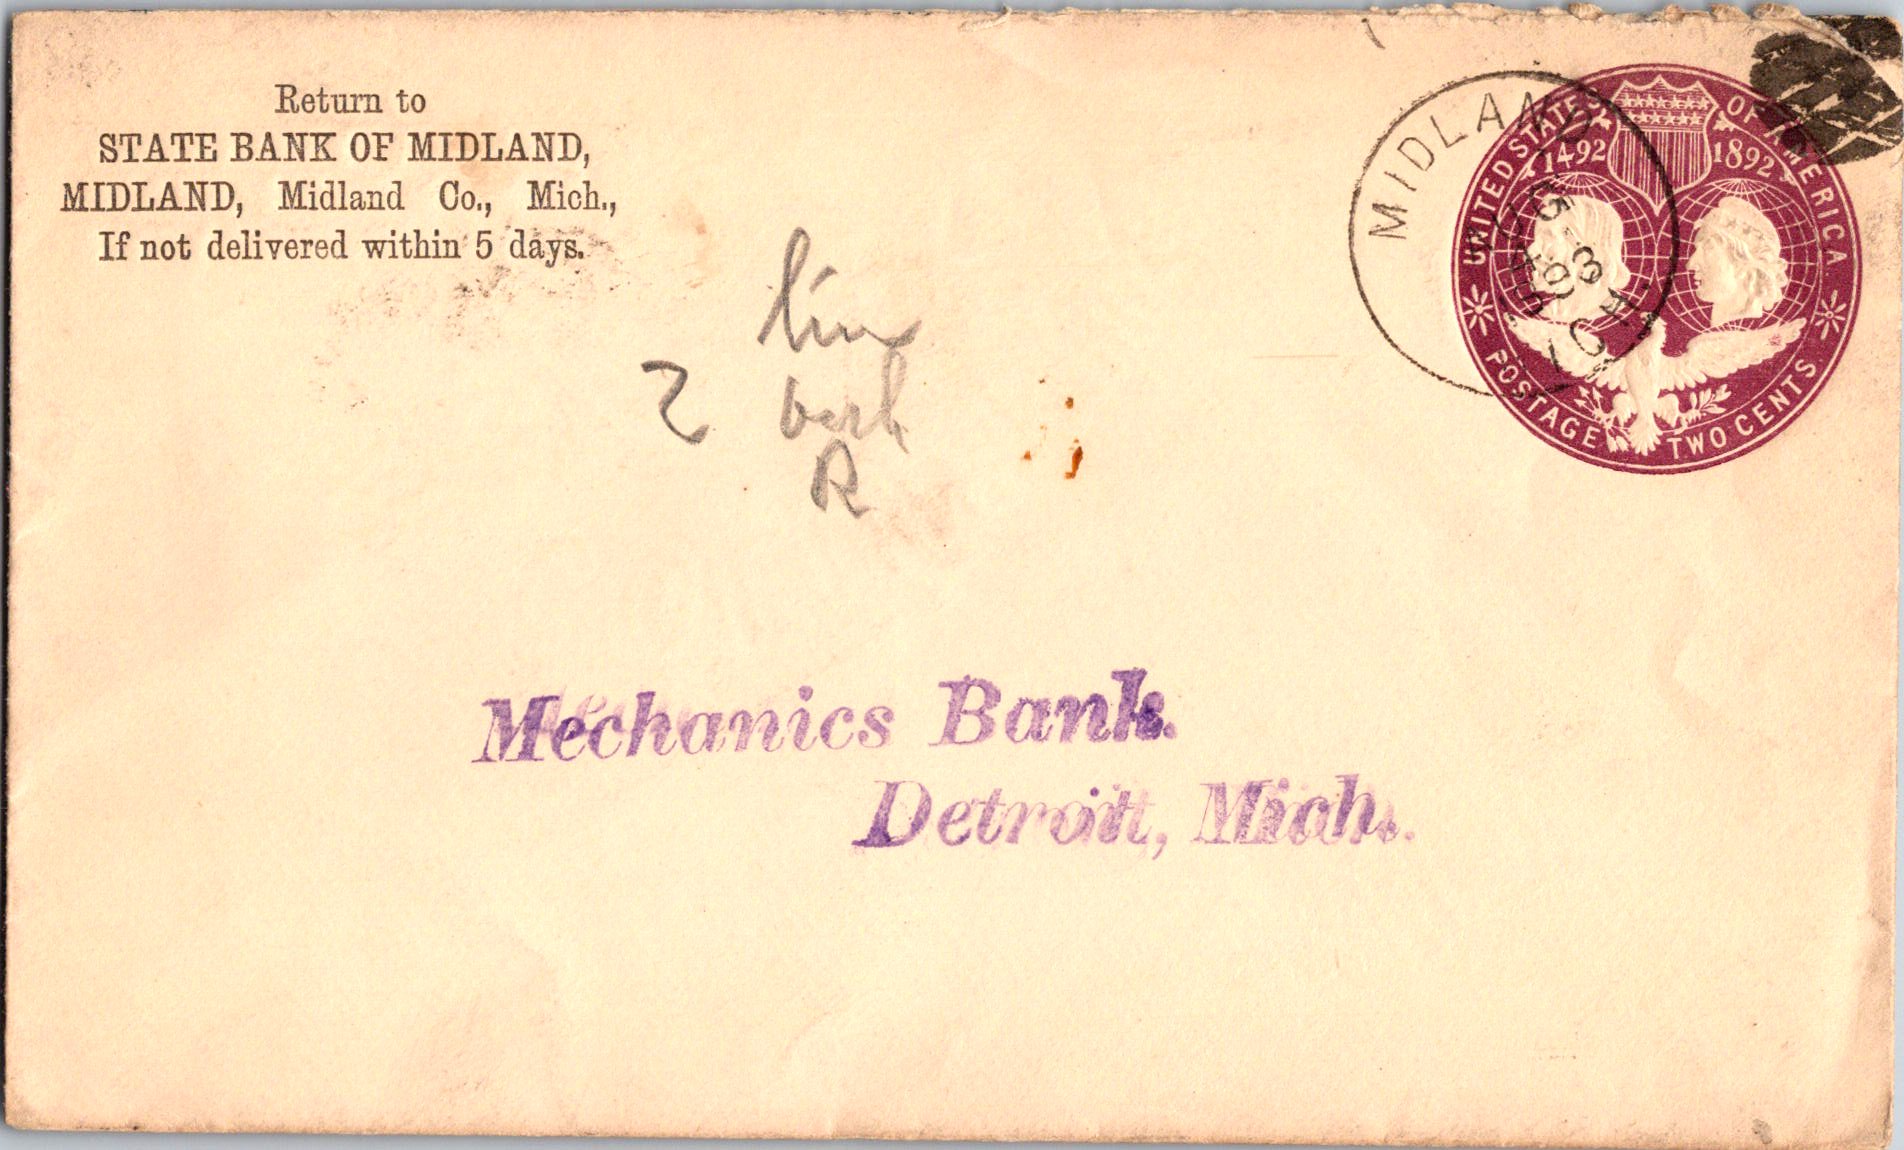 Return to
STATE BANK OF MIDLAND,
MIDLAND, Midland Co., Mich.,
If not delivered within 5 days.
MIDLAND
UNITED STATES OF AMERICA
1492 1892
POSTAGE TWO CENTS
2
R
Mechanics Bank.
Detroit, Mich.